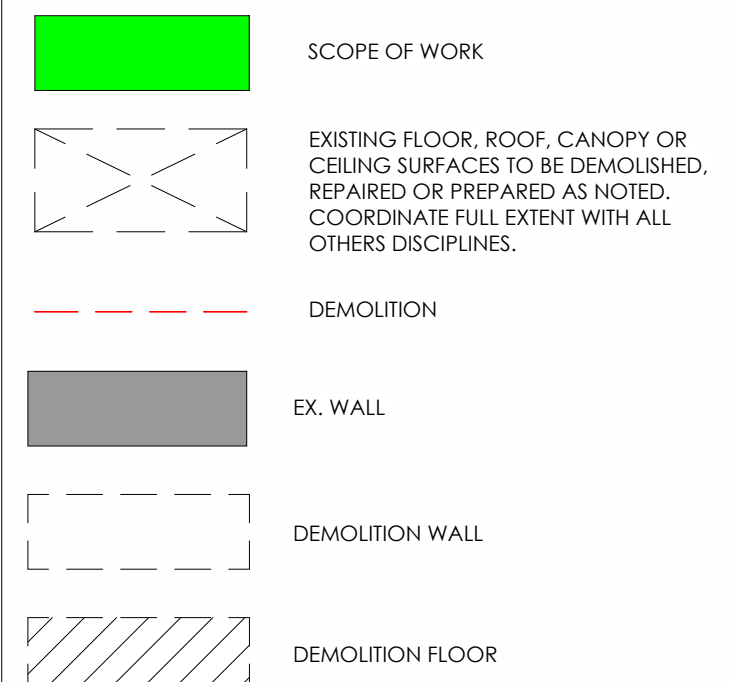 SCOPE OF WORK
EXISTING FLOOR, ROOF, CANOPY OR
CEILING SURFACES TO BE DEMOLISHED,
REPAIRED OR PREPARED AS NOTED.
COORDINATE FULL EXTENT WITH ALL
OTHERS DISCIPLINES.
DEMOLITION
EX. WALL
DEMOLITION WALL
DEMOLITION FLOOR